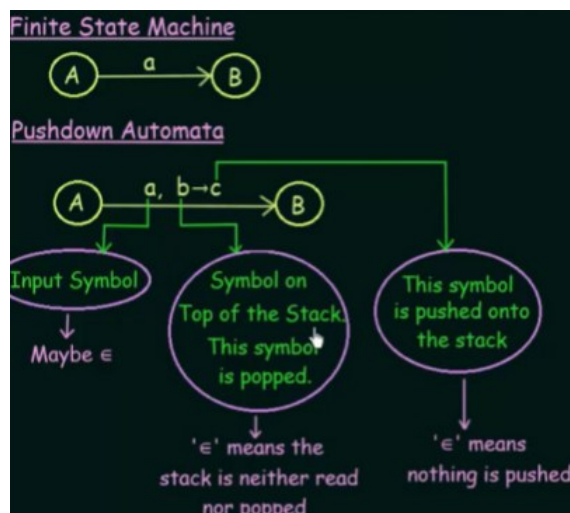 Finite State Machine
A a B
Pushdown Automata
A a, b→c B
Input Symbol
Maybe ∈
Symbol on
Top of the Stack.
This symbol
is popped.
'∈' means the
stack is neither read
nor popped
This symbol
is pushed onto
the stack
'∈' means
nothing is pushed